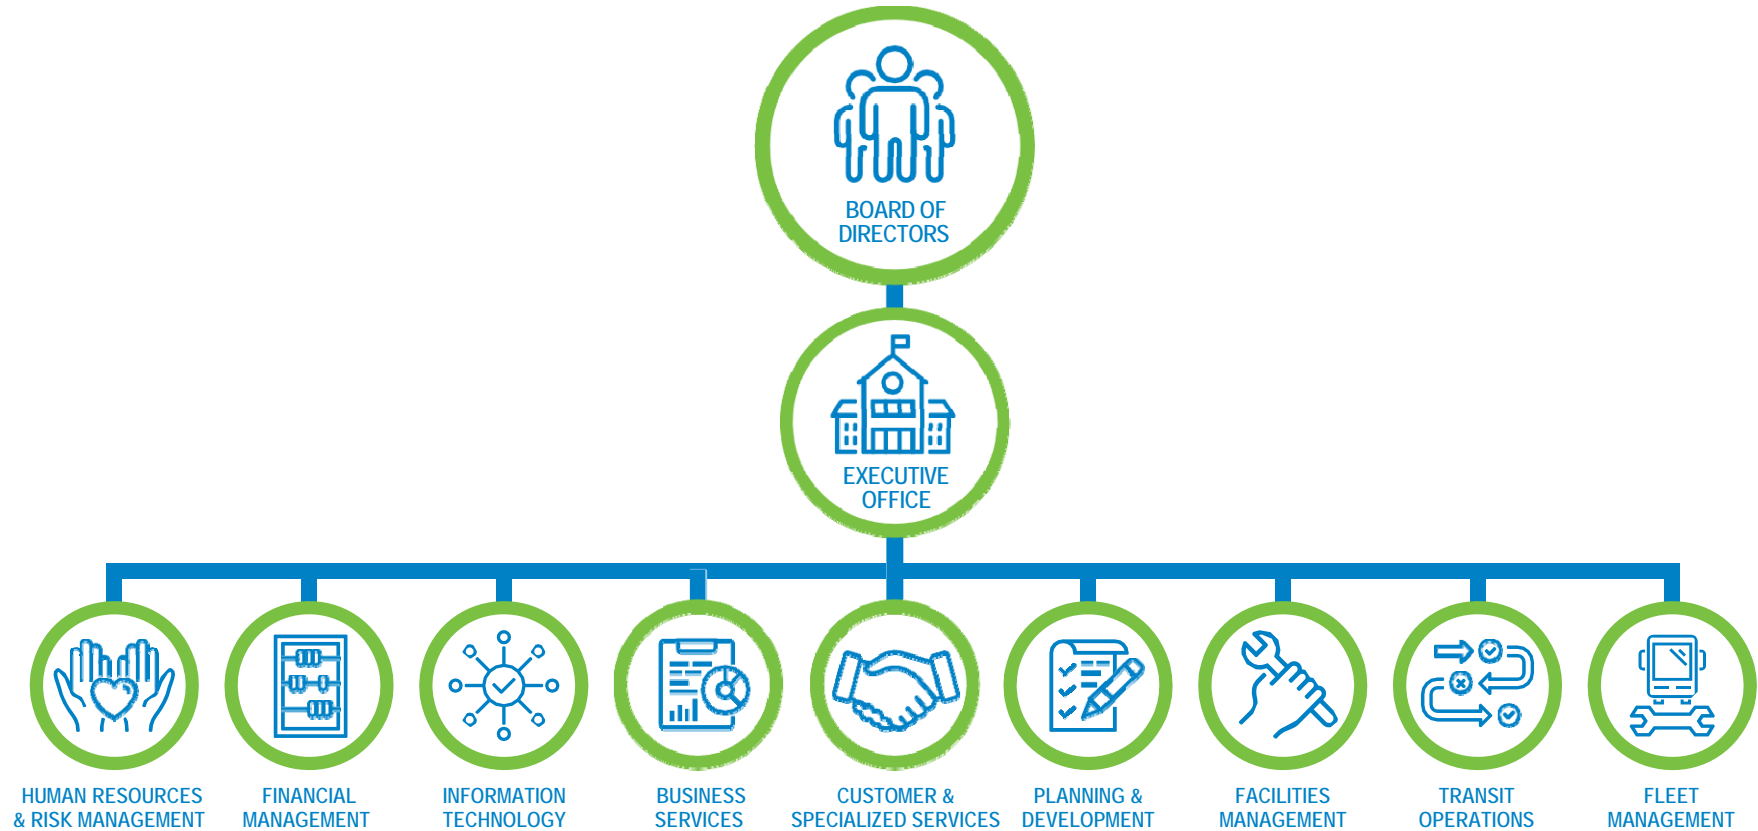 BOARD OF
DIRECTORS
EXECUTIVE
OFFICE
HUMAN RESOURCES
& RISK MANAGEMENT
FINANCIAL
MANAGEMENT
INFORMATION
TECHNOLOGY
BUSINESS
SERVICES
CUSTOMER &
SPECIALIZED SERVICES
PLANNING &
DEVELOPMENT
FACILITIES
MANAGEMENT
TRANSIT
OPERATIONS
FLEET
MANAGEMENT